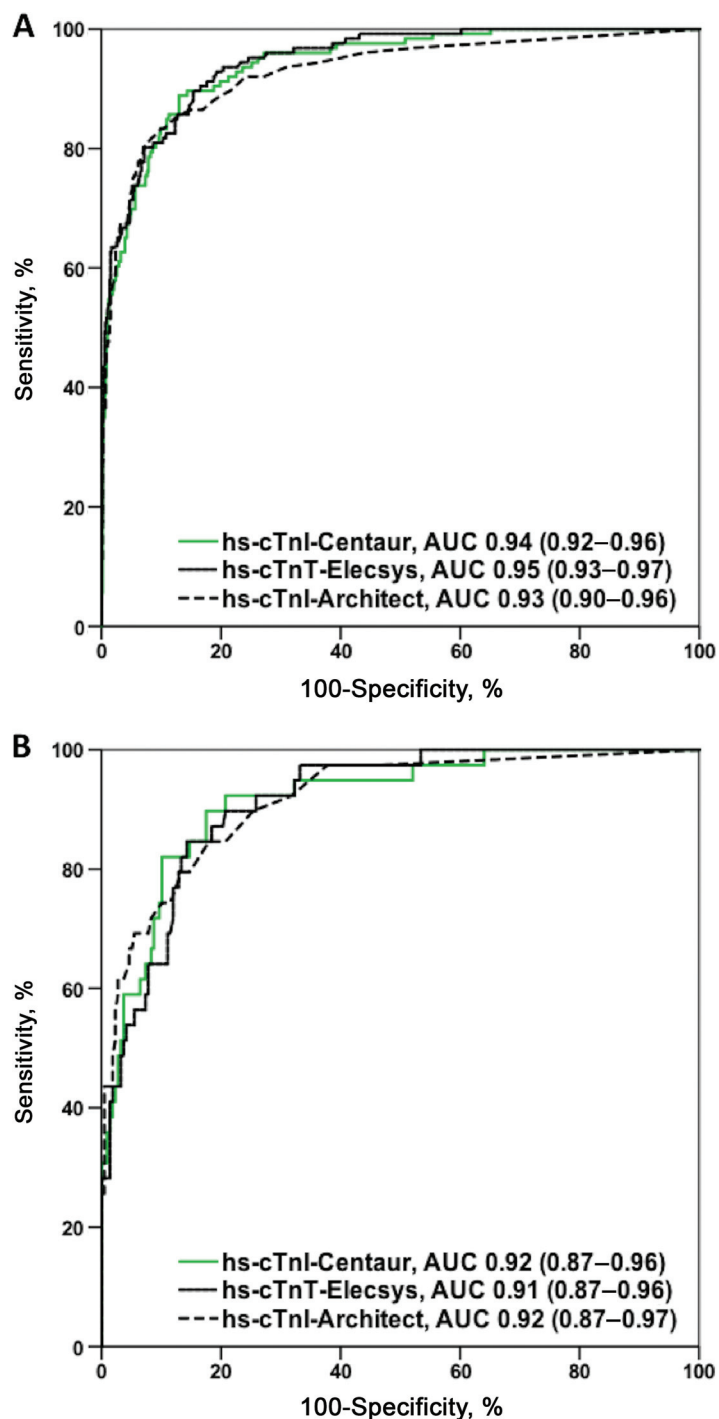 A
100
80
60
40
20
0
Sensitivity, %
hs-cTnI-Centaur, AUC 0.94 (0.92–0.96)
hs-cTnT-Elecsys, AUC 0.95 (0.93–0.97)
hs-cTnI-Architect, AUC 0.93 (0.90–0.96)
0 20 40 60 80 100
100-Specificity, %
B
100
80
60
40
20
0
Sensitivity, %
hs-cTnI-Centaur, AUC 0.92 (0.87–0.96)
hs-cTnT-Elecsys, AUC 0.91 (0.87–0.96)
hs-cTnI-Architect, AUC 0.92 (0.87–0.97)
0 20 40 60 80 100
100-Specificity, %